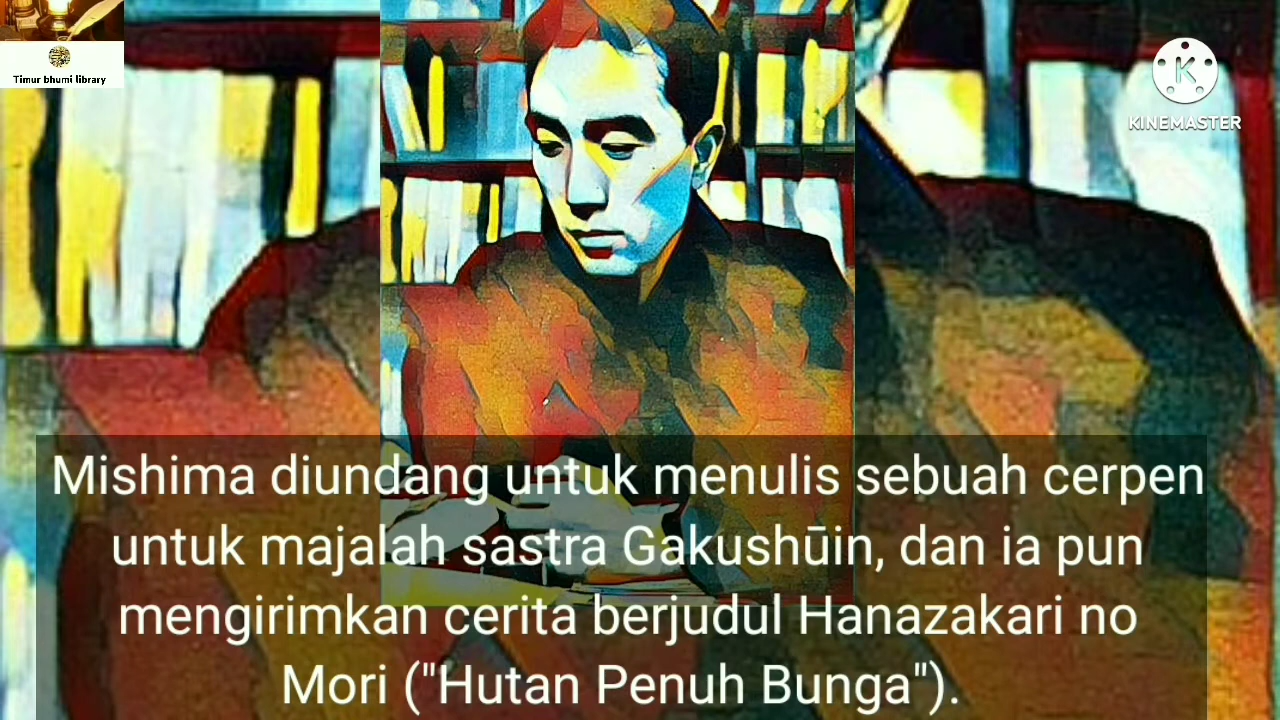 Timur bhumi library
KINEMASTER
Mishima diundang untuk menulis sebuah cerpen
untuk majalah sastra Gakushūin, dan ia pun
mengirimkan cerita berjudul Hanazakari no
Mori ("Hutan Penuh Bunga").